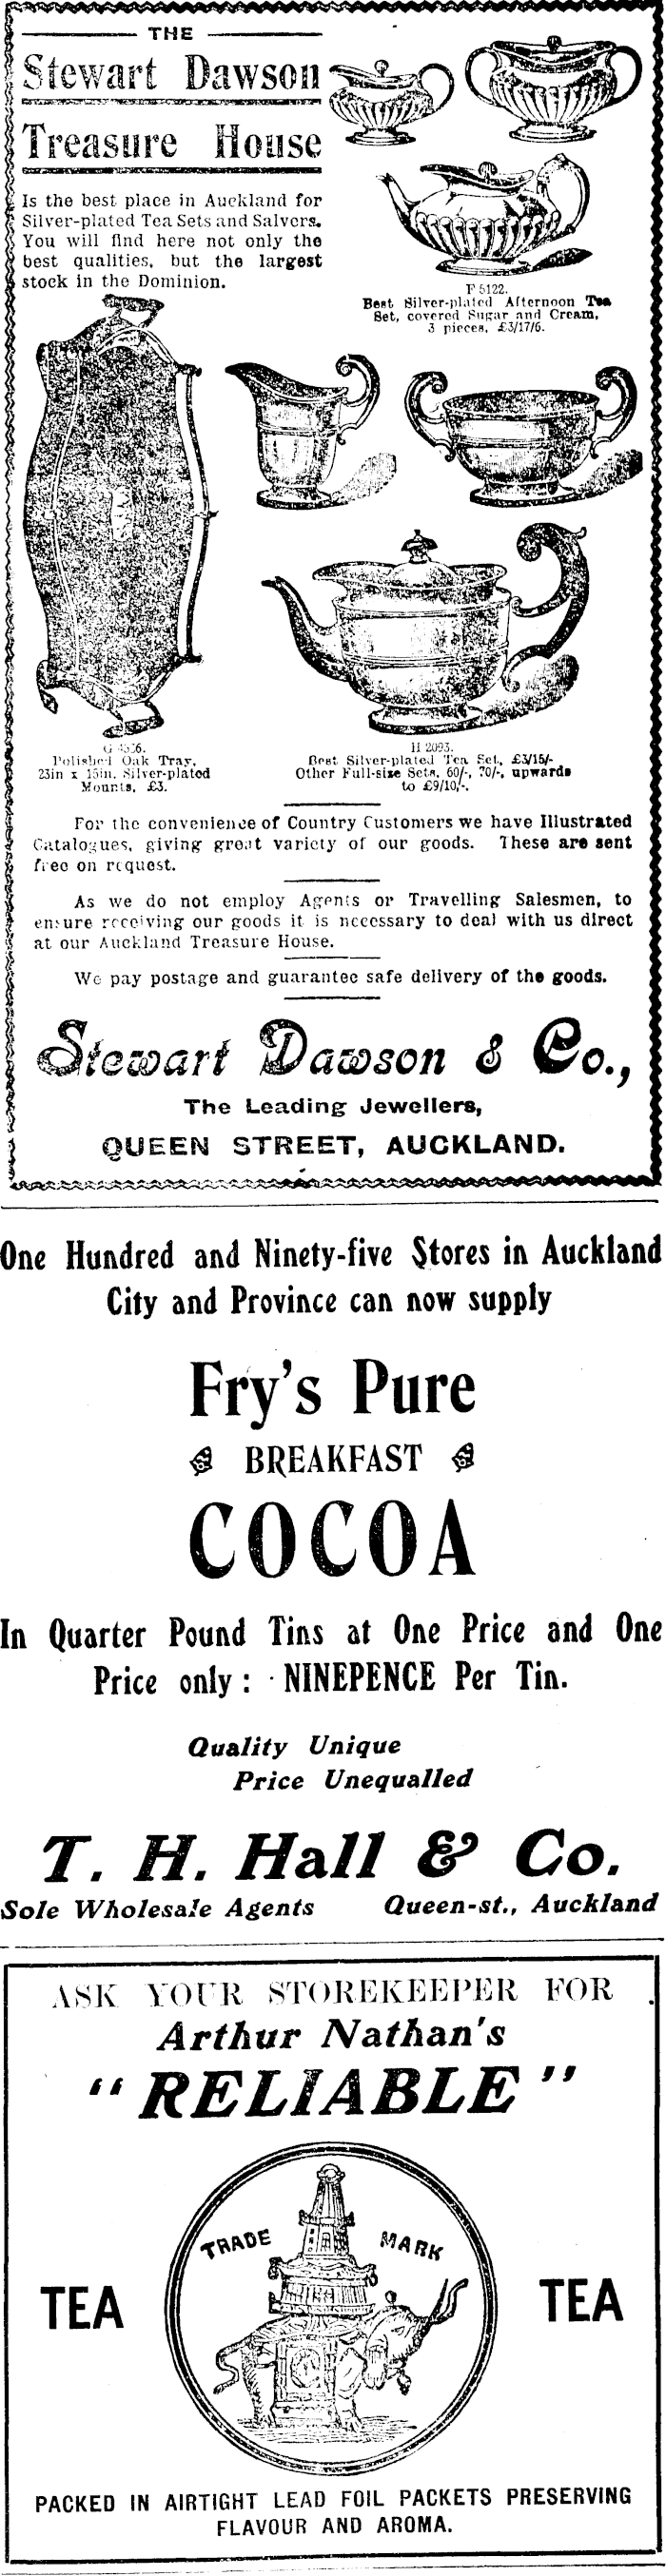 THE
Stewart Dawson
Treasure House
Is the best place in Auckland for
Silver-plated Tea Sets and Salvers.
You will find here not only the
best qualities, but the largest
stock in the Dominion.
F 5122.
Best Silver-plated Afternoon Tea
Set, covered Sugar and Cream,
3 pieces, £3/17/6.
Polished Oak Tray,
23in x 15in. Silver-plated
Mounts, £3.
H 2093.
Best Silver-plated Tea Set, £3/15/-
Other Full-size Sets, 60/-, 70/-, upwards
to £9/10/-.
For the convenience of Country Customers we have Illustrated
Catalogues, giving great variety of our goods. These are sent
free on request.
As we do not employ Agents or Travelling Salesmen, to
ensure receiving our goods it is necessary to deal with us direct
at our Auckland Treasure House.
We pay postage and guarantee safe delivery of the goods.
Stewart Dawson & Co.,
The Leading Jewellers,
QUEEN STREET, AUCKLAND.
One Hundred and Ninety-five Stores in Auckland
City and Province can now supply
Fry's Pure
BREAKFAST
COCOA
In Quarter Pound Tins at One Price and One
Price only : NINEPENCE Per Tin.
Quality Unique
Price Unequalled
T. H. Hall & Co.
Sole Wholesale Agents Queen-st., Auckland
ASK YOUR STOREKEEPER FOR
Arthur Nathan's
"RELIABLE"
TRADE MARK
TEA TEA
PACKED IN AIRTIGHT LEAD FOIL PACKETS PRESERVING
FLAVOUR AND AROMA.